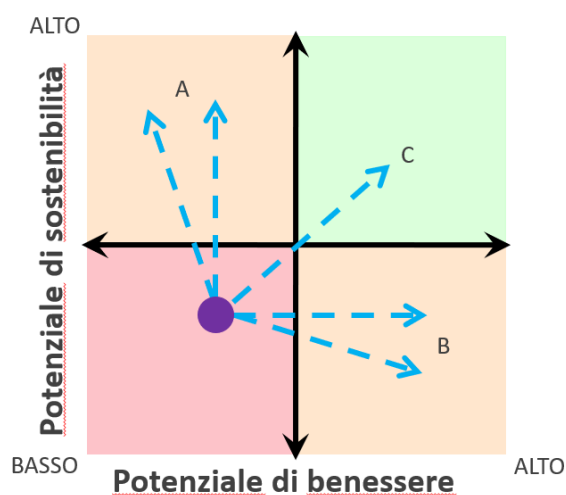 ALTO
Potenziale di sostenibilità
A
C
B
BASSO
ALTO
Potenziale di benessere